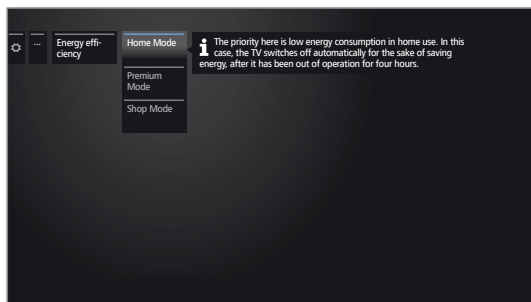 ...
Energy effi-
ciency
Home Mode
Premium
Mode
Shop Mode
i The priority here is low energy consumption in home use. In this
case, the TV switches off automatically for the sake of saving
energy, after it has been out of operation for four hours.